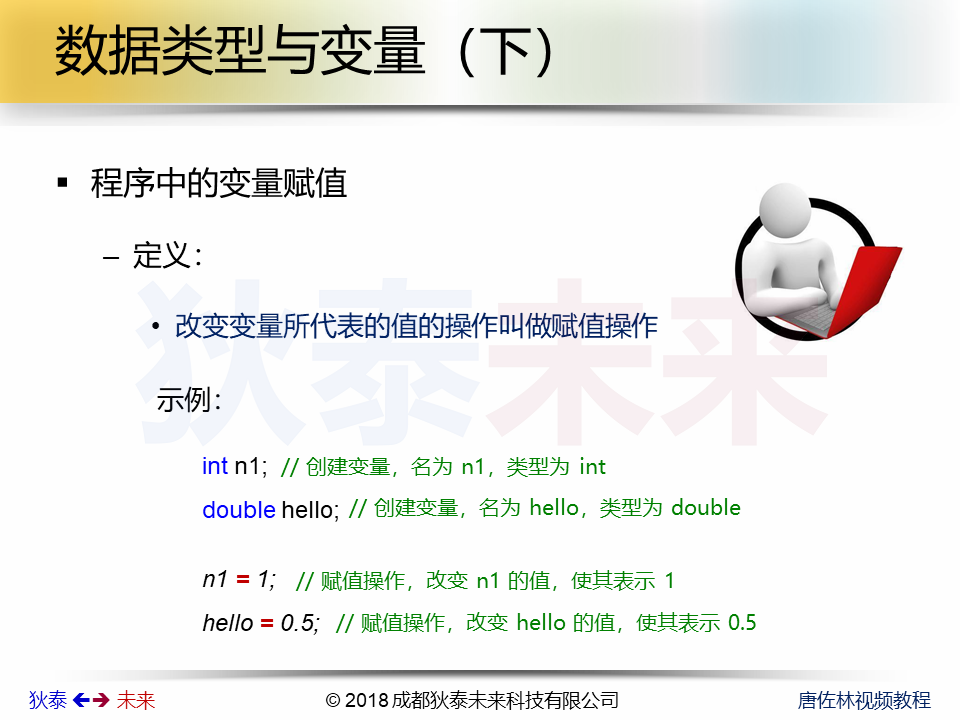 数据类型与变量（下）
▪ 程序中的变量赋值
– 定义：
• 改变变量所代表的值的操作叫做赋值操作
狄泰未来
示例：
int n1; // 创建变量，名为 n1，类型为 int
double hello; // 创建变量，名为 hello，类型为 double
n1 = 1; // 赋值操作，改变 n1 的值，使其表示 1
hello = 0.5; // 赋值操作，改变 hello 的值，使其表示 0.5
狄泰 ←→ 未来 © 2018 成都狄泰未来科技有限公司 唐佐林视频教程